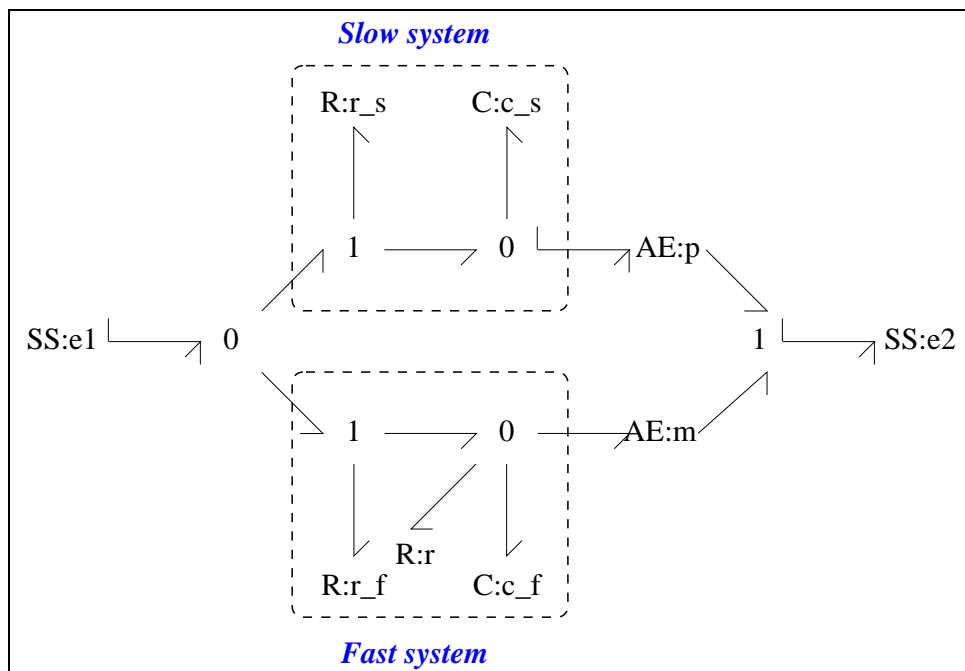 Slow system
R:r_s C:c_s
1 0 AE:p
SS:e1 0 1 SS:e2
1 0 AE:m
R:r
R:r_f C:c_f
Fast system